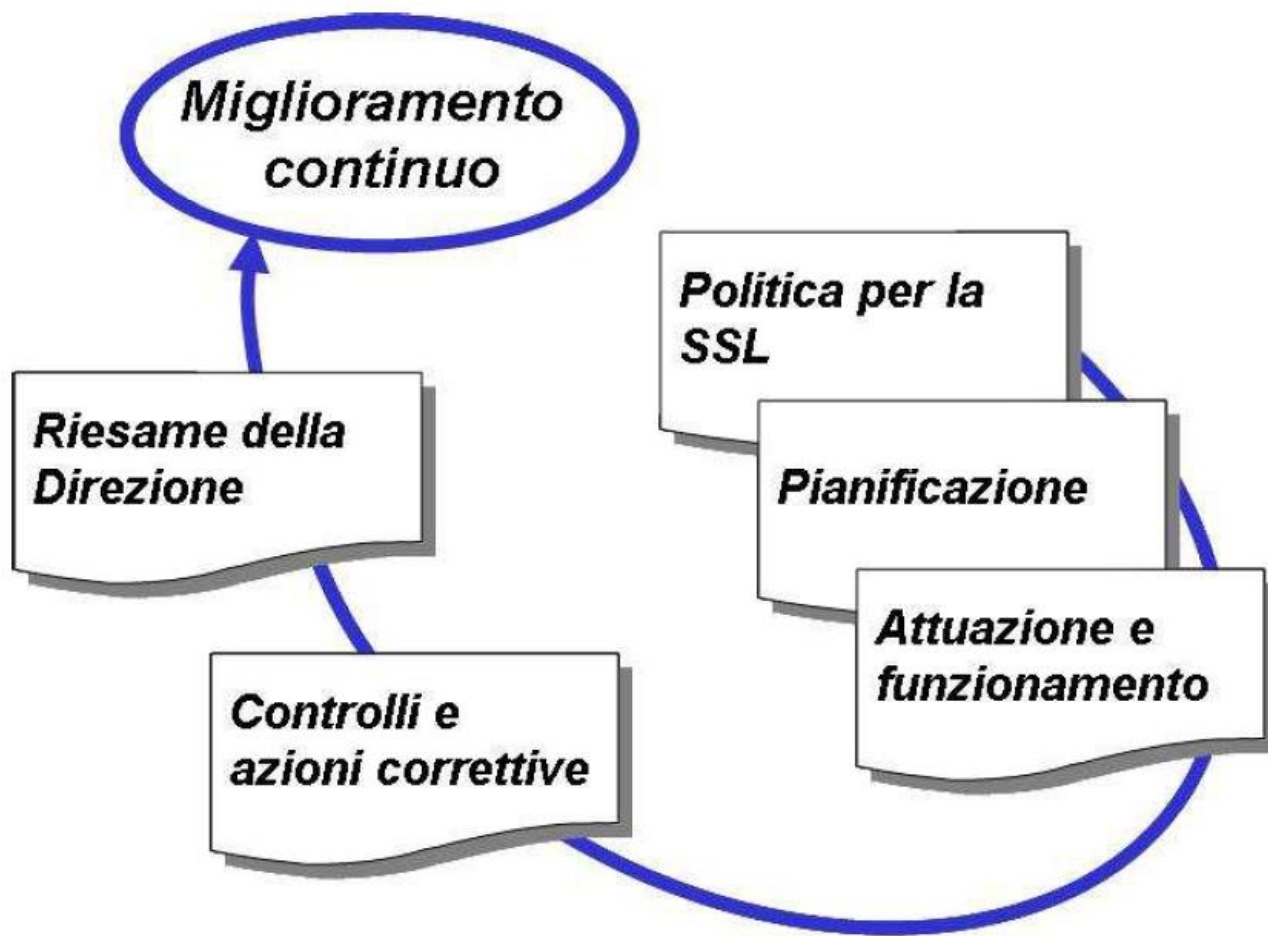 Miglioramento
continuo
Politica per la
SSL
Pianificazione
Attuazione e
funzionamento
Controlli e
azioni correttive
Riesame della
Direzione